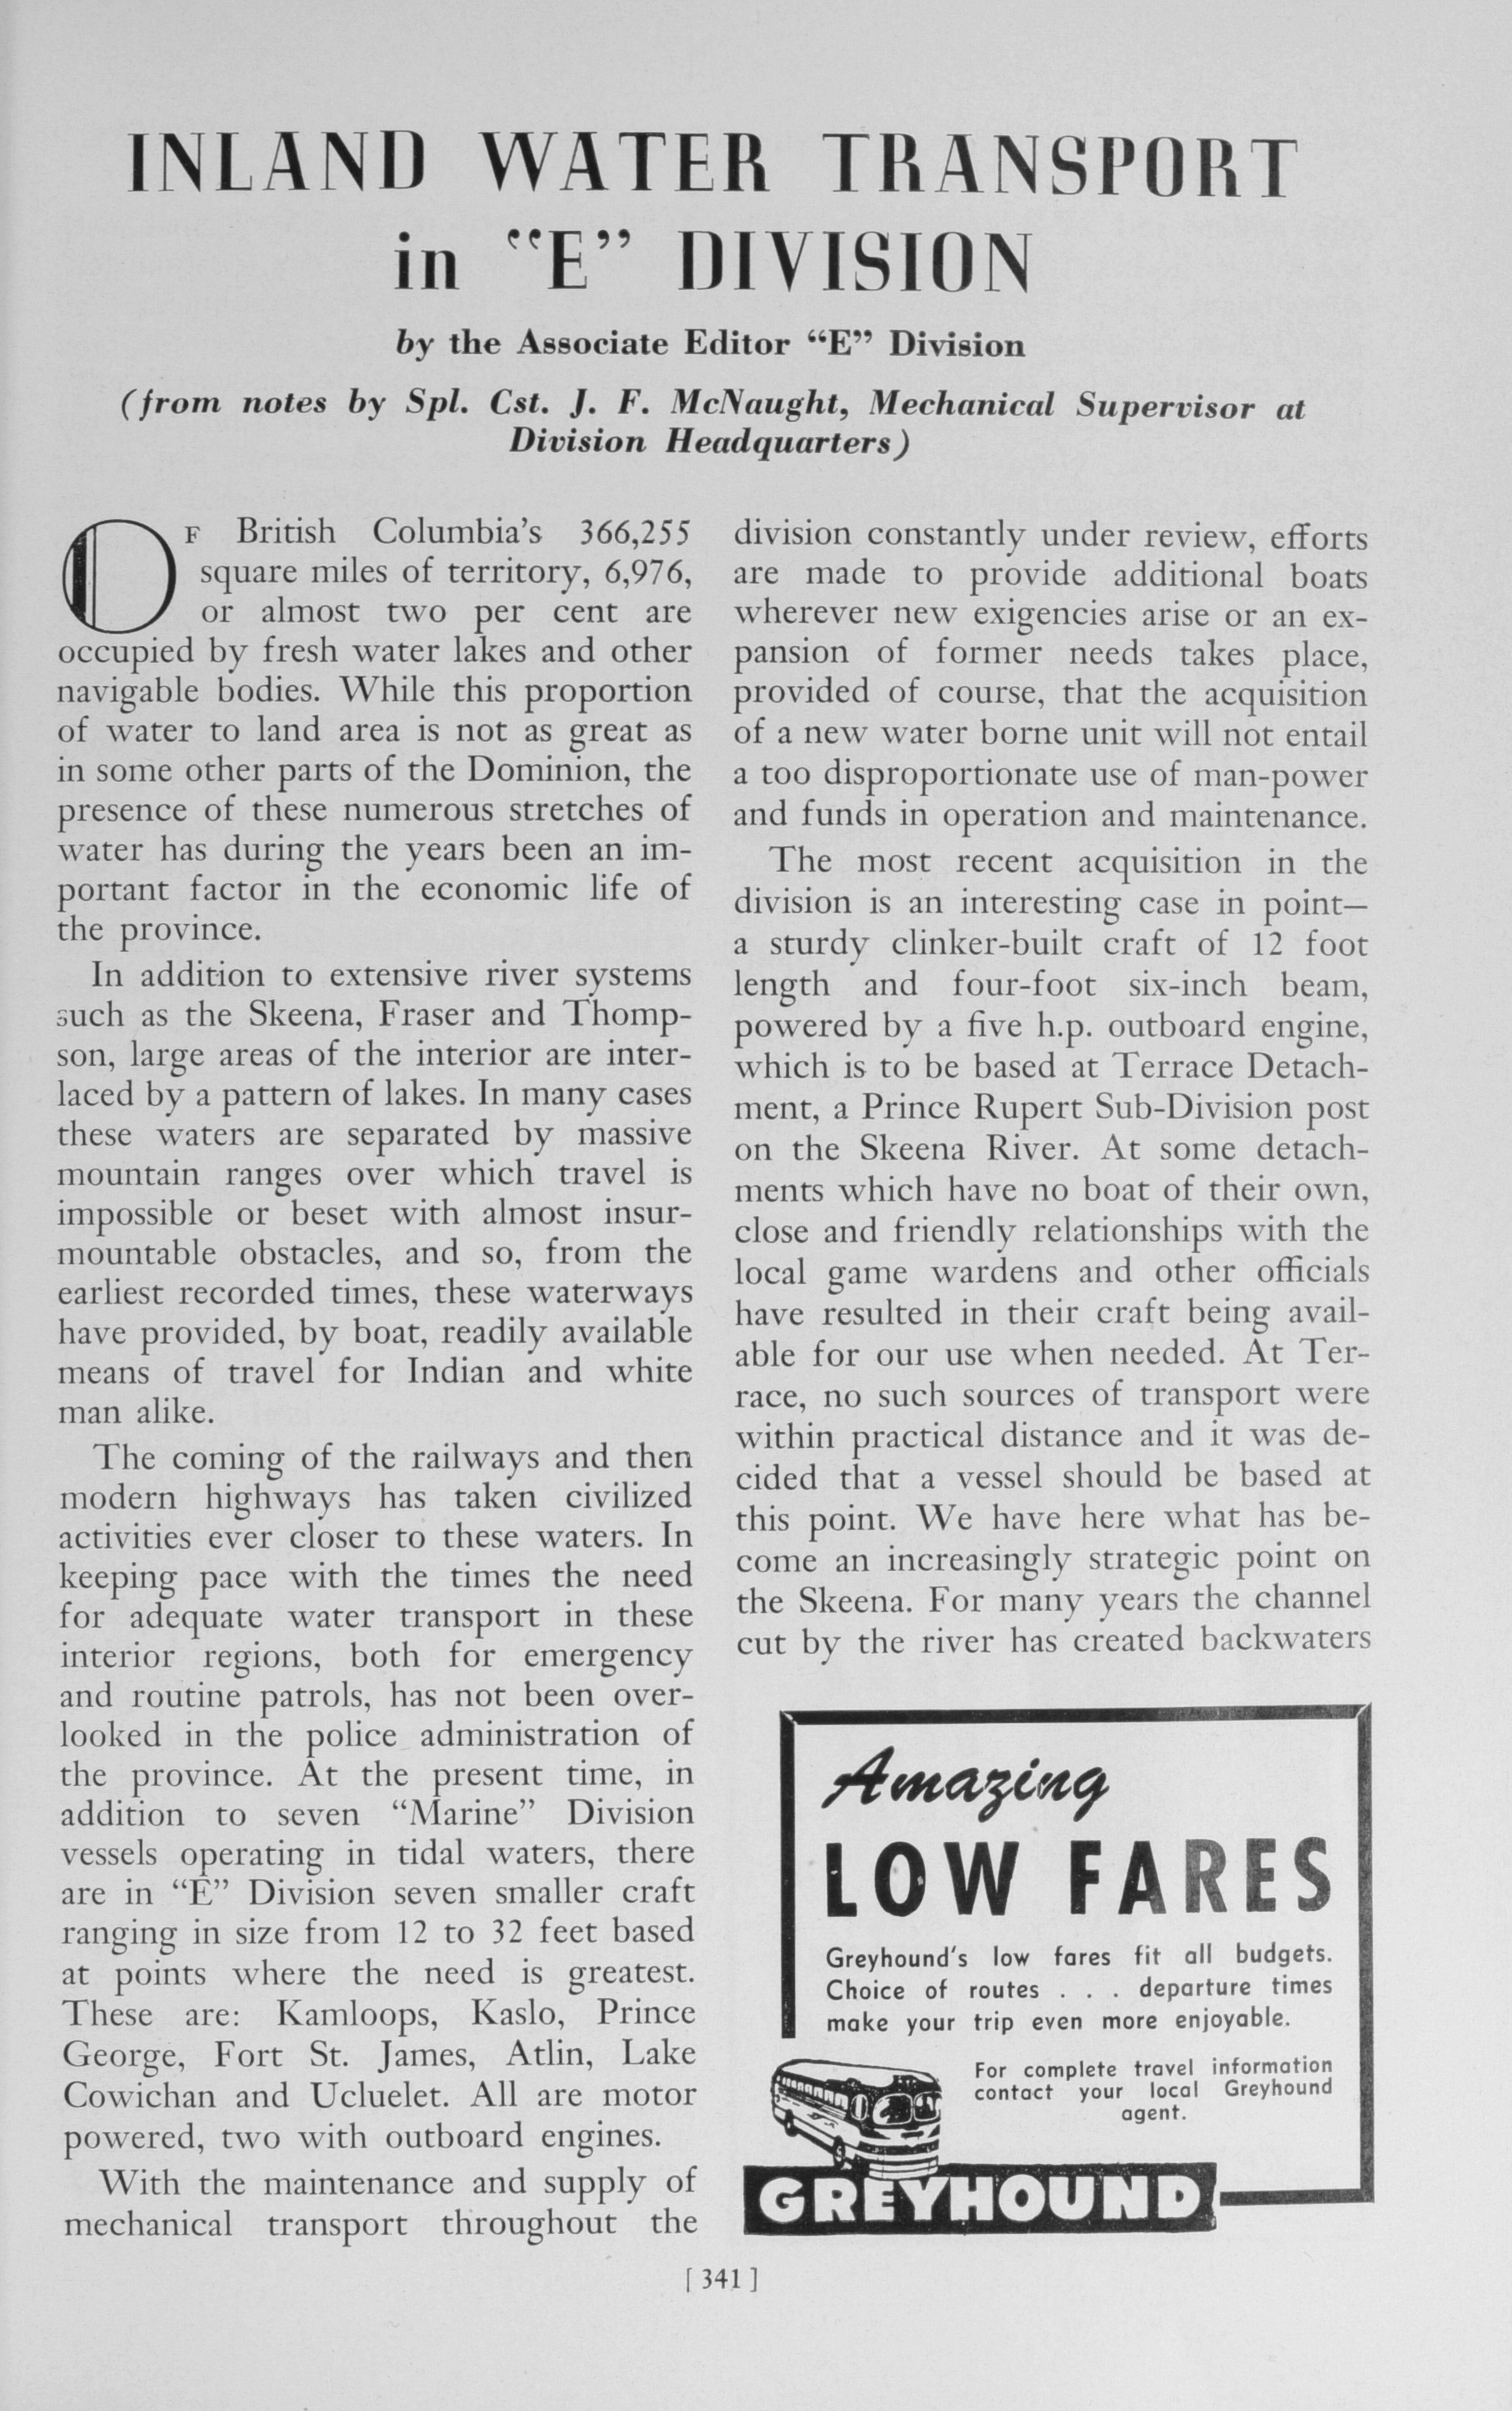 INLAND WATER TRANSPORT
in "E" DIVISION
by the Associate Editor "E" Division
(from notes by Spl. Cst. J. F. McNaught, Mechanical Supervisor at
Division Headquarters)
OF British Columbia's 366,255
square miles of territory, 6,976,
or almost two per cent are
occupied by fresh water lakes and other
navigable bodies. While this proportion
of water to land area is not as great as
in some other parts of the Dominion, the
presence of these numerous stretches of
water has during the years been an im-
portant factor in the economic life of
the province.
In addition to extensive river systems
such as the Skeena, Fraser and Thomp-
son, large areas of the interior are inter-
laced by a pattern of lakes. In many cases
these waters are separated by massive
mountain ranges over which travel is
impossible or beset with almost insur-
mountable obstacles, and so, from the
earliest recorded times, these waterways
have provided, by boat, readily available
means of travel for Indian and white
man alike.
The coming of the railways and then
modern highways has taken civilized
activities ever closer to these waters. In
keeping pace with the times the need
for adequate water transport in these
interior regions, both for emergency
and routine patrols, has not been over-
looked in the police administration of
the province. At the present time, in
addition to seven "Marine" Division
vessels operating in tidal waters, there
are in "E" Division seven smaller craft
ranging in size from 12 to 32 feet based
at points where the need is greatest.
These are: Kamloops, Kaslo, Prince
George, Fort St. James, Atlin, Lake
Cowichan and Ucluelet. All are motor
powered, two with outboard engines.
With the maintenance and supply of
mechanical transport throughout the
division constantly under review, efforts
are made to provide additional boats
wherever new exigencies arise or an ex-
pansion of former needs takes place,
provided of course, that the acquisition
of a new water borne unit will not entail
a too disproportionate use of man-power
and funds in operation and maintenance.
The most recent acquisition in the
division is an interesting case in point—
a sturdy clinker-built craft of 12 foot
length and four-foot six-inch beam,
powered by a five h.p. outboard engine,
which is to be based at Terrace Detach-
ment, a Prince Rupert Sub-Division post
on the Skeena River. At some detach-
ments which have no boat of their own,
close and friendly relationships with the
local game wardens and other officials
have resulted in their craft being avail-
able for our use when needed. At Ter-
race, no such sources of transport were
within practical distance and it was de-
cided that a vessel should be based at
this point. We have here what has be-
come an increasingly strategic point on
the Skeena. For many years the channel
cut by the river has created backwaters
Amazing
LOW FARES
Greyhound's low fares fit all budgets.
Choice of routes . . . departure times
make your trip even more enjoyable.
For complete travel information
contact your local Greyhound
agent.
GREYHOUND
[ 341 ]